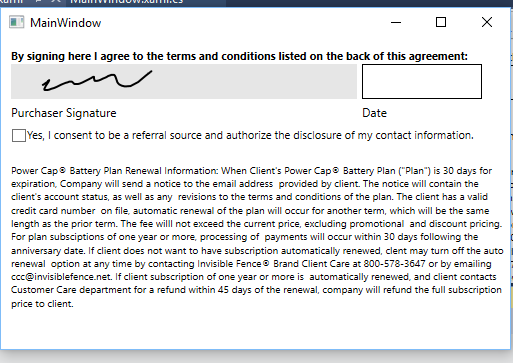 MainWindow.xaml.cs
MainWindow
By signing here I agree to the terms and conditions listed on the back of this agreement:
Purchaser Signature
Date
Yes, I consent to be a referral source and authorize the disclosure of my contact information.
Power Cap® Battery Plan Renewal Information: When Client's Power Cap® Battery Plan ("Plan") is 30 days for
expiration, Company will send a notice to the email address  provided by client. The notice will contain the
client's account status, as well as any  revisions to the terms and conditions of the plan. The client has a valid
credit card number  on file, automatic renewal of the plan will occur for another term, which will be the same
length as the prior term. The fee willl not exceed the current price, excluding promotional  and discount pricing.
For plan subsciptions of one year or more, processing of  payments will occur within 30 days following the
anniversary date. If client does not want to have subscription automatically renewed, clent may turn off the auto
renewal  option at any time by contacting Invisible Fence® Brand Client Care at 800-578-3647 or by emailing
ccc@invisiblefence.net. If client subscription of one year or more is  automatically renewed, and client contacts
Customer Care department for a refund within 45 days of the renewal, company will refund the full subscription
price to client.